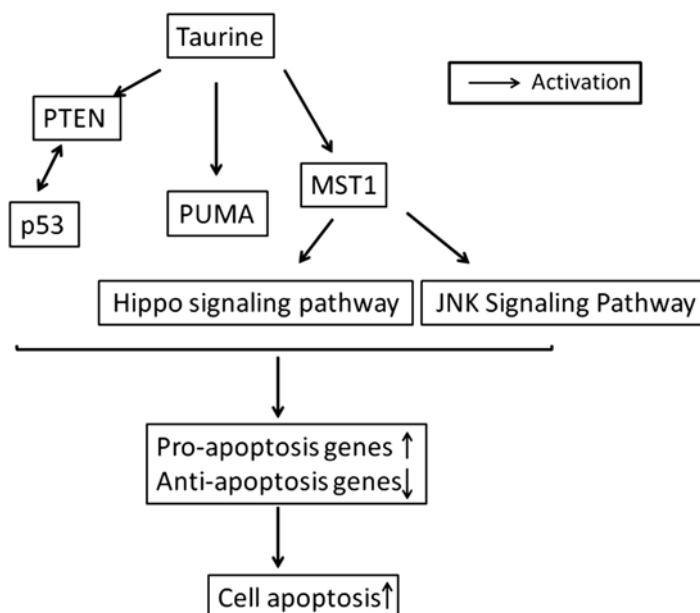 Taurine
→ Activation
PTEN
MST1
p53
PUMA
Hippo signaling pathway
JNK Signaling Pathway
Pro-apoptosis genes ↑
Anti-apoptosis genes↓
Cell apoptosis↑